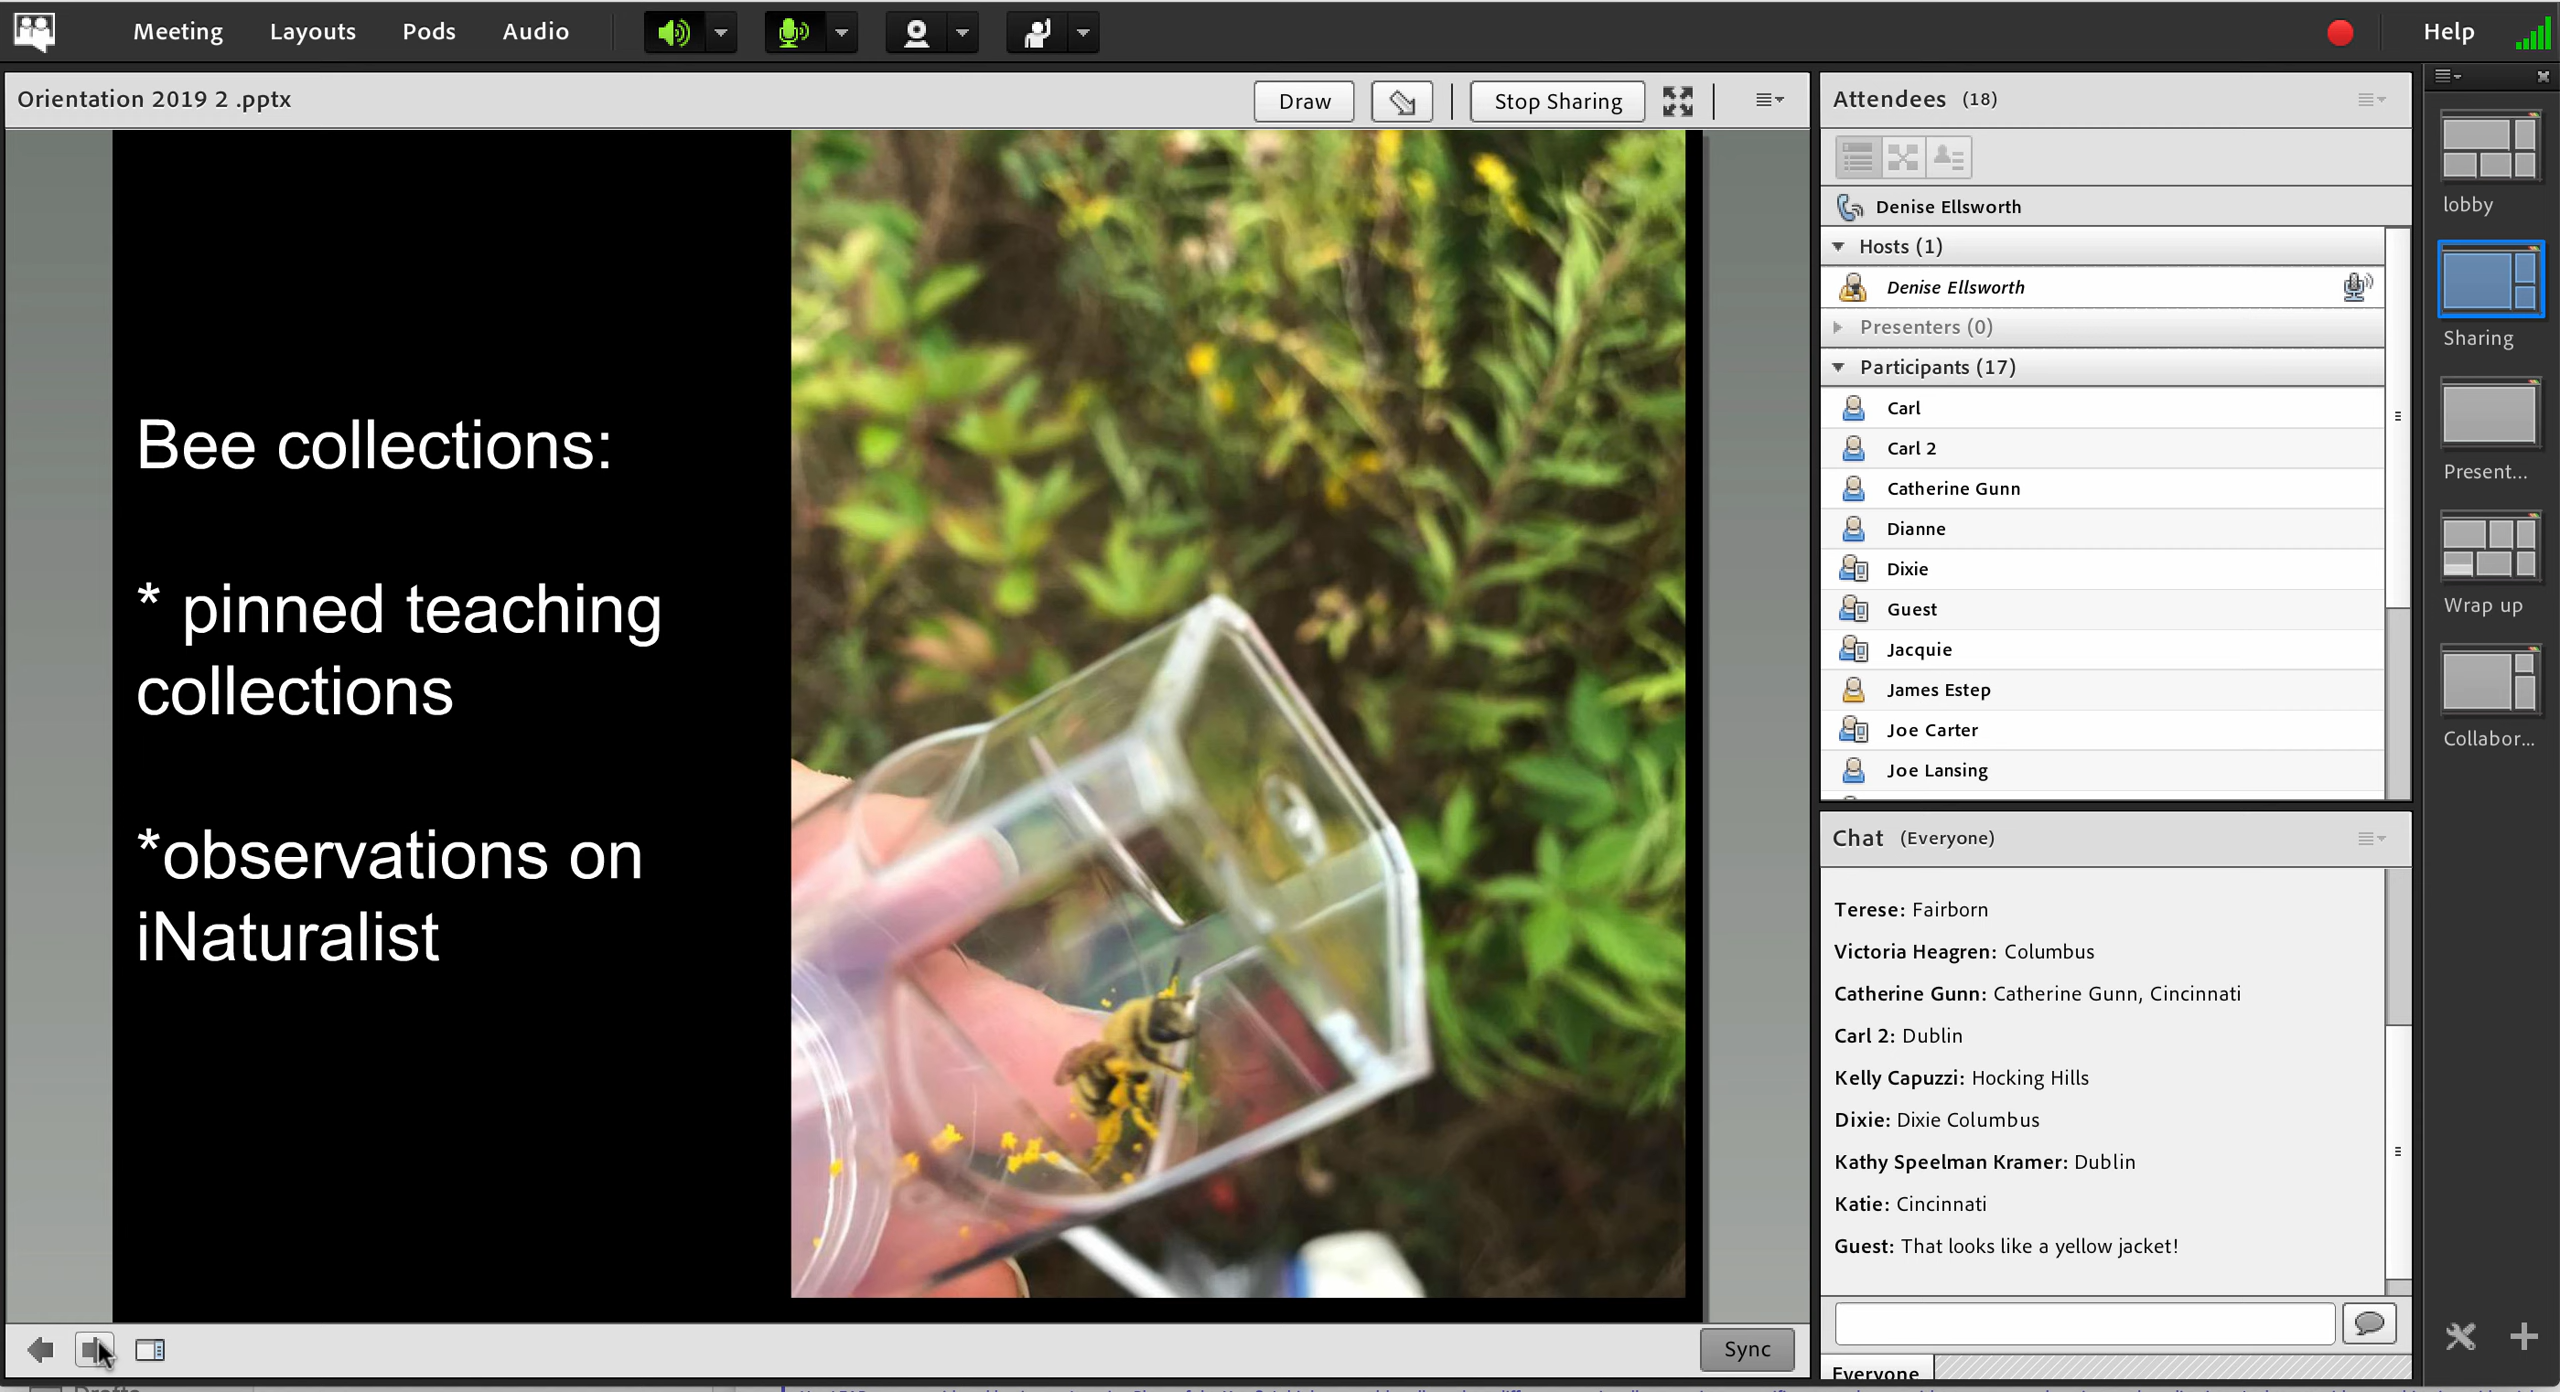 Meeting Layouts Pods Audio Help
Orientation 2019 2 .pptx
Draw
Stop Sharing
Bee collections:
* pinned teaching
collections
*observations on
iNaturalist
Sync
Attendees (18)
Denise Ellsworth
Hosts (1)
Denise Ellsworth
Presenters (0)
Participants (17)
Carl
Carl 2
Catherine Gunn
Dianne
Dixie
Guest
Jacquie
James Estep
Joe Carter
Joe Lansing
Chat (Everyone)
Terese: Fairborn
Victoria Heagren: Columbus
Catherine Gunn: Catherine Gunn, Cincinnati
Carl 2: Dublin
Kelly Capuzzi: Hocking Hills
Dixie: Dixie Columbus
Kathy Speelman Kramer: Dublin
Katie: Cincinnati
Guest: That looks like a yellow jacket!
Everyone
lobby
Sharing
Present...
Wrap up
Collabor...
Drafts